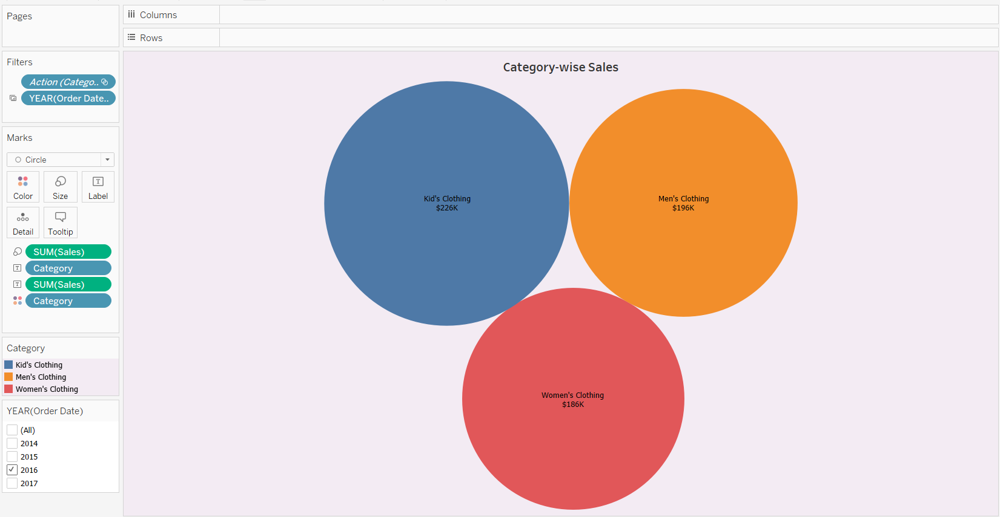 Pages
Columns
Rows
Filters
Action (Catego..
YEAR(Order Date..
Marks
Circle
Color
Size
Label
Detail
Tooltip
SUM(Sales)
Category
SUM(Sales)
Category
Category
Kid's Clothing
Men's Clothing
Women's Clothing
YEAR(Order Date)
(All)
2014
2015
2016
2017
Category-wise Sales
Kid's Clothing
$226K
Men's Clothing
$196K
Women's Clothing
$186K